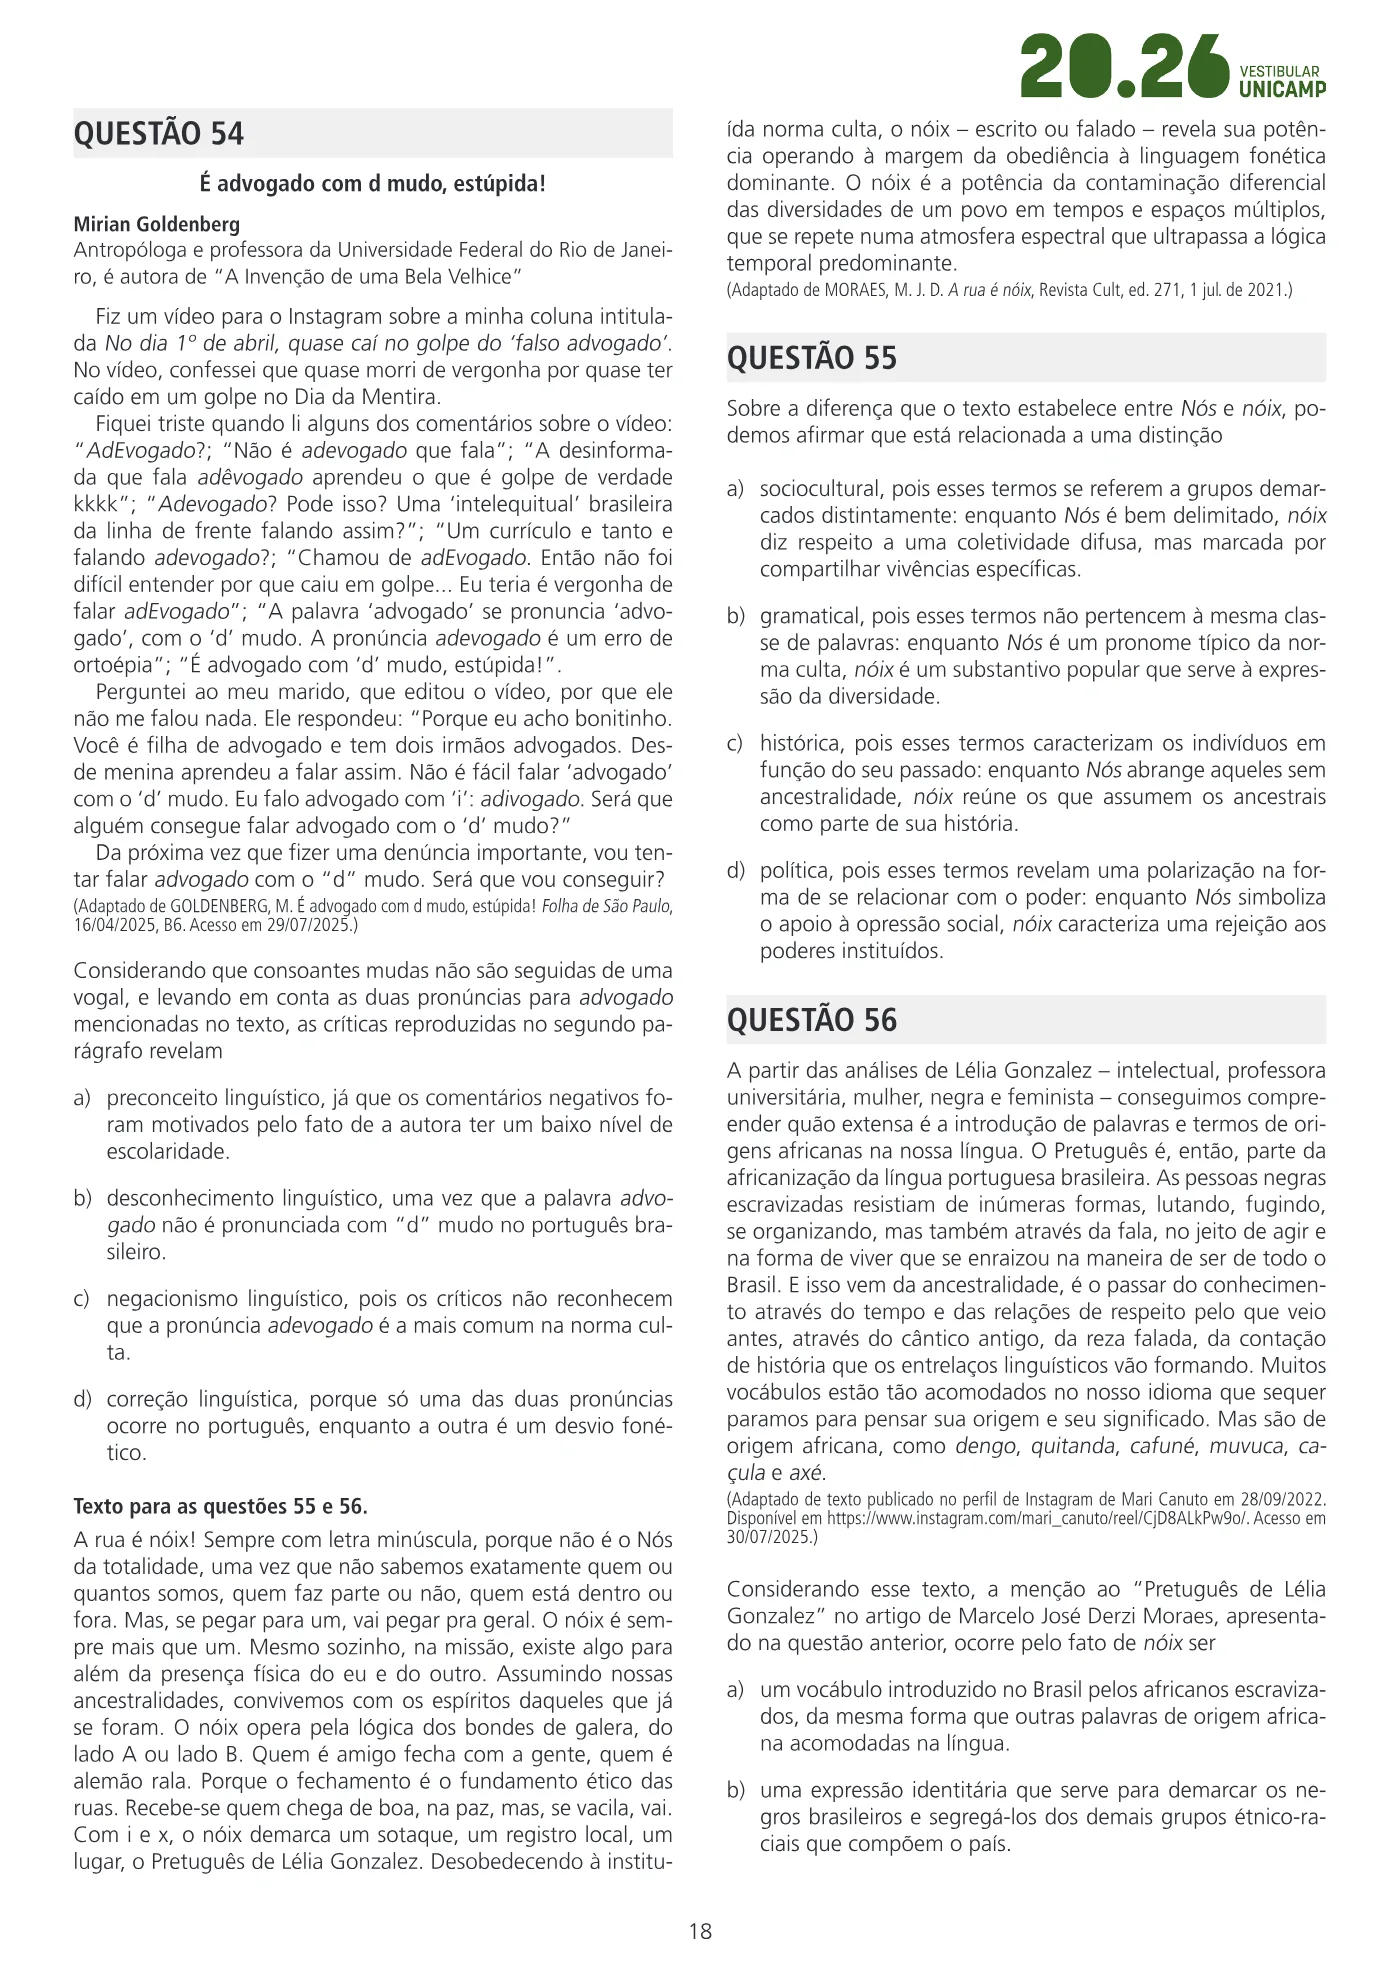 20.26 VESTIBULAR
UNICAMP
QUESTÃO 54
É advogado com d mudo, estúpida!
Mirian Goldenberg
Antropóloga e professora da Universidade Federal do Rio de Janei-
ro, é autora de “A Invenção de uma Bela Velhice”
Fiz um vídeo para o Instagram sobre a minha coluna intitula-
da No dia 1º de abril, quase caí no golpe do ‘falso advogado’.
No vídeo, confessei que quase morri de vergonha por quase ter
caído em um golpe no Dia da Mentira.
Fiquei triste quando li alguns dos comentários sobre o vídeo:
“AdEvogado?; “Não é adevogado que fala”; “A desinforma-
da que fala adêvogado aprendeu o que é golpe de verdade
kkkk”; “Adevogado? Pode isso? Uma ‘intelequitual’ brasileira
da linha de frente falando assim?”; “Um currículo e tanto e
falando adevogado?; “Chamou de adEvogado. Então não foi
difícil entender por que caiu em golpe... Eu teria é vergonha de
falar adEvogado”; “A palavra ‘advogado’ se pronuncia ‘advo-
gado’, com o ‘d’ mudo. A pronúncia adevogado é um erro de
ortoépia”; “É advogado com ‘d’ mudo, estúpida!”.
Perguntei ao meu marido, que editou o vídeo, por que ele
não me falou nada. Ele respondeu: “Porque eu acho bonitinho.
Você é filha de advogado e tem dois irmãos advogados. Des-
de menina aprendeu a falar assim. Não é fácil falar ‘advogado’
com o ‘d’ mudo. Eu falo advogado com ‘i’: adivogado. Será que
alguém consegue falar advogado com o ‘d’ mudo?”
Da próxima vez que fizer uma denúncia importante, vou ten-
tar falar advogado com o “d” mudo. Será que vou conseguir?
(Adaptado de GOLDENBERG, M. É advogado com d mudo, estúpida! Folha de São Paulo,
16/04/2025, B6. Acesso em 29/07/2025.)
Considerando que consoantes mudas não são seguidas de uma
vogal, e levando em conta as duas pronúncias para advogado
mencionadas no texto, as críticas reproduzidas no segundo pa-
rágrafo revelam
a) preconceito linguístico, já que os comentários negativos fo-
ram motivados pelo fato de a autora ter um baixo nível de
escolaridade.
b) desconhecimento linguístico, uma vez que a palavra advo-
gado não é pronunciada com “d” mudo no português bra-
sileiro.
c) negacionismo linguístico, pois os críticos não reconhecem
que a pronúncia adevogado é a mais comum na norma cul-
ta.
d) correção linguística, porque só uma das duas pronúncias
ocorre no português, enquanto a outra é um desvio foné-
tico.
Texto para as questões 55 e 56.
A rua é nóix! Sempre com letra minúscula, porque não é o Nós
da totalidade, uma vez que não sabemos exatamente quem ou
quantos somos, quem faz parte ou não, quem está dentro ou
fora. Mas, se pegar para um, vai pegar pra geral. O nóix é sem-
pre mais que um. Mesmo sozinho, na missão, existe algo para
além da presença física do eu e do outro. Assumindo nossas
ancestralidades, convivemos com os espíritos daqueles que já
se foram. O nóix opera pela lógica dos bondes de galera, do
lado A ou lado B. Quem é amigo fecha com a gente, quem é
alemão rala. Porque o fechamento é o fundamento ético das
ruas. Recebe-se quem chega de boa, na paz, mas, se vacila, vai.
Com i e x, o nóix demarca um sotaque, um registro local, um
lugar, o Pretuguês de Lélia Gonzalez. Desobedecendo à institu-
ída norma culta, o nóix – escrito ou falado – revela sua potên-
cia operando à margem da obediência à linguagem fonética
dominante. O nóix é a potência da contaminação diferencial
das diversidades de um povo em tempos e espaços múltiplos,
que se repete numa atmosfera espectral que ultrapassa a lógica
temporal predominante.
(Adaptado de MORAES, M. J. D. A rua é nóix, Revista Cult, ed. 271, 1 jul. de 2021.)
QUESTÃO 55
Sobre a diferença que o texto estabelece entre Nós e nóix, po-
demos afirmar que está relacionada a uma distinção
a) sociocultural, pois esses termos se referem a grupos demar-
cados distintamente: enquanto Nós é bem delimitado, nóix
diz respeito a uma coletividade difusa, mas marcada por
compartilhar vivências específicas.
b) gramatical, pois esses termos não pertencem à mesma clas-
se de palavras: enquanto Nós é um pronome típico da nor-
ma culta, nóix é um substantivo popular que serve à expres-
são da diversidade.
c) histórica, pois esses termos caracterizam os indivíduos em
função do seu passado: enquanto Nós abrange aqueles sem
ancestralidade, nóix reúne os que assumem os ancestrais
como parte de sua história.
d) política, pois esses termos revelam uma polarização na for-
ma de se relacionar com o poder: enquanto Nós simboliza
o apoio à opressão social, nóix caracteriza uma rejeição aos
poderes instituídos.
QUESTÃO 56
A partir das análises de Lélia Gonzalez – intelectual, professora
universitária, mulher, negra e feminista – conseguimos compre-
ender quão extensa é a introdução de palavras e termos de ori-
gens africanas na nossa língua. O Pretuguês é, então, parte da
africanização da língua portuguesa brasileira. As pessoas negras
escravizadas resistiam de inúmeras formas, lutando, fugindo,
se organizando, mas também através da fala, no jeito de agir e
na forma de viver que se enraizou na maneira de ser de todo o
Brasil. E isso vem da ancestralidade, é o passar do conhecimen-
to através do tempo e das relações de respeito pelo que veio
antes, através do cântico antigo, da reza falada, da contação
de história que os entrelaços linguísticos vão formando. Muitos
vocábulos estão tão acomodados no nosso idioma que sequer
paramos para pensar sua origem e seu significado. Mas são de
origem africana, como dengo, quitanda, cafuné, muvuca, ca-
çula e axé.
(Adaptado de texto publicado no perfil de Instagram de Mari Canuto em 28/09/2022.
Disponível em https://www.instagram.com/mari_canuto/reel/CjD8ALkPw9o/. Acesso em
30/07/2025.)
Considerando esse texto, a menção ao “Pretuguês de Lélia
Gonzalez” no artigo de Marcelo José Derzi Moraes, apresenta-
do na questão anterior, ocorre pelo fato de nóix ser
a) um vocábulo introduzido no Brasil pelos africanos escraviza-
dos, da mesma forma que outras palavras de origem africa-
na acomodadas na língua.
b) uma expressão identitária que serve para demarcar os ne-
gros brasileiros e segregá-los dos demais grupos étnico-ra-
ciais que compõem o país.
18